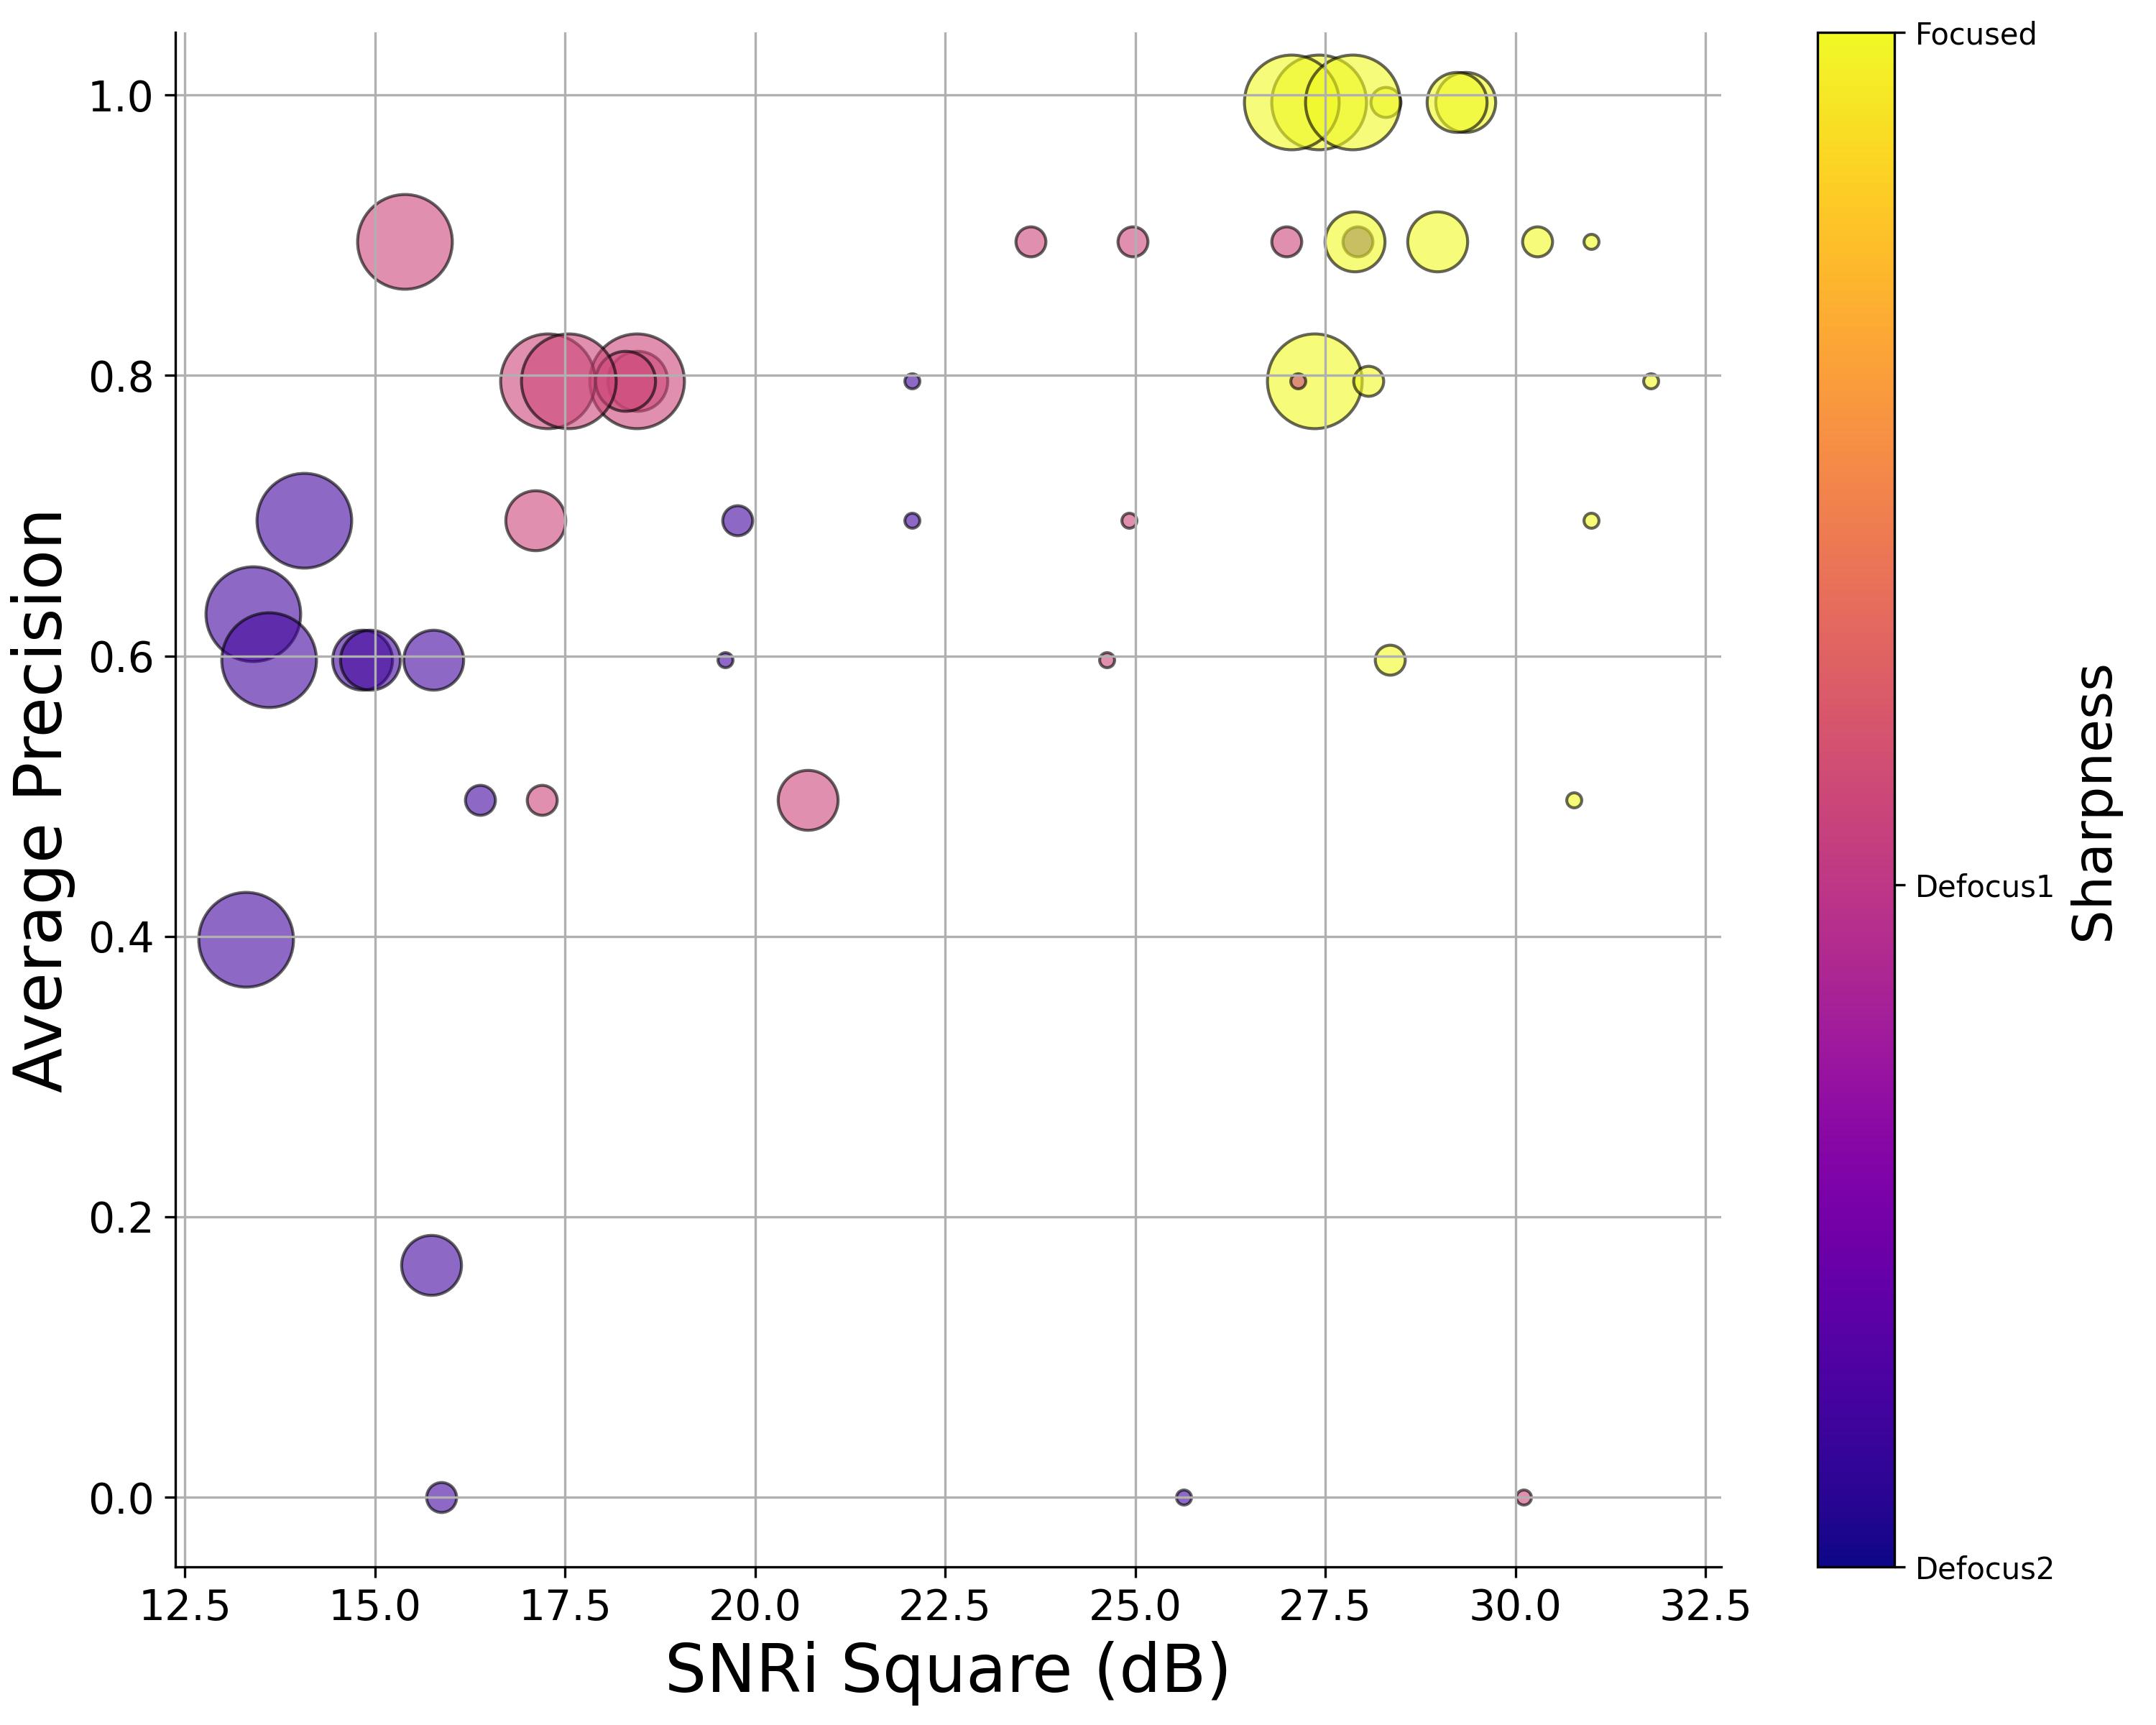 1.0
0.8
0.6
0.4
0.2
0.0
Average Precision
12.5 15.0 17.5 20.0 22.5 25.0 27.5 30.0 32.5
SNRi Square (dB)
Focused
Defocus1
Defocus2
Sharpness